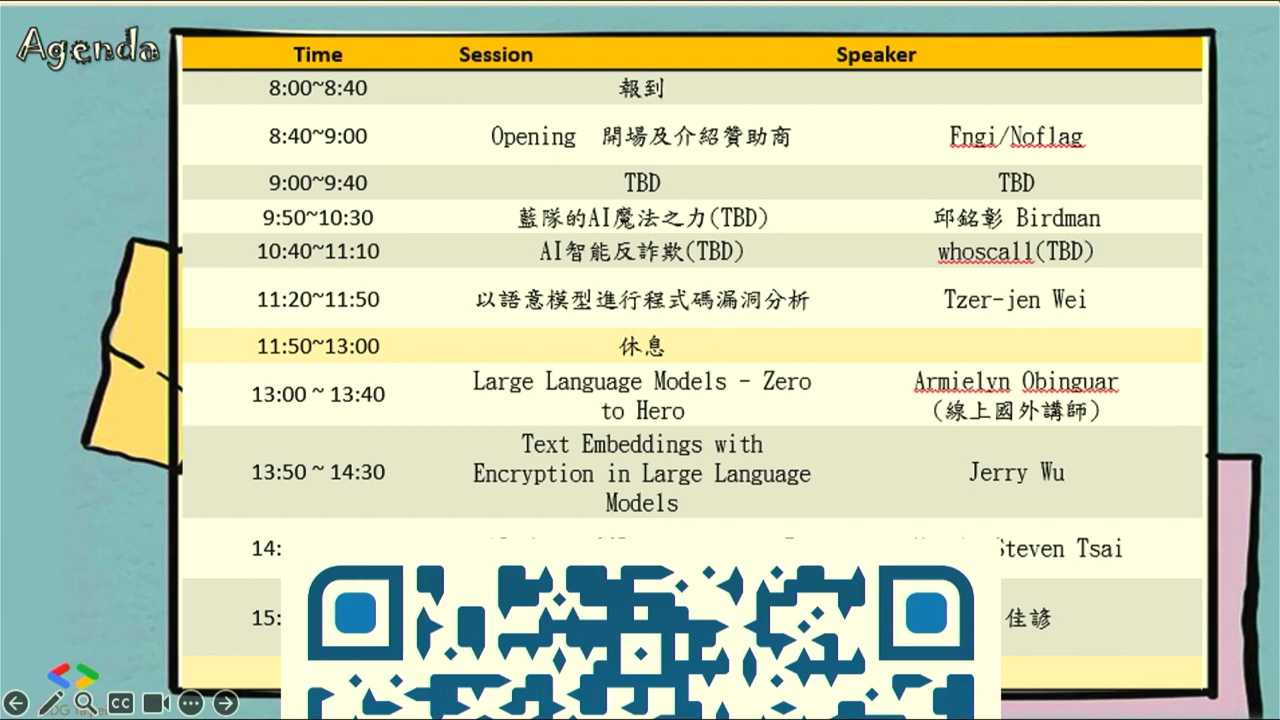 Agenda
Time Session Speaker
8:00~8:40 報到
8:40~9:00 Opening 開場及介紹贊助商 Fngi/Noflag
9:00~9:40 TBD TBD
9:50~10:30 藍隊的AI魔法之力(TBD) 邱銘彰 Birdman
10:40~11:10 AI智能反詐欺(TBD) whoscall(TBD)
11:20~11:50 以語意模型進行程式碼漏洞分析 Tzer-jen Wei
11:50~13:00 休息
13:00 ~ 13:40 Large Language Models - Zero to Hero Armielyn Obinguar
(線上國外講師)
13:50 ~ 14:30 Text Embeddings with
Encryption in Large Language
Models Jerry Wu
14: Steven Tsai
15: 佳諺
CC